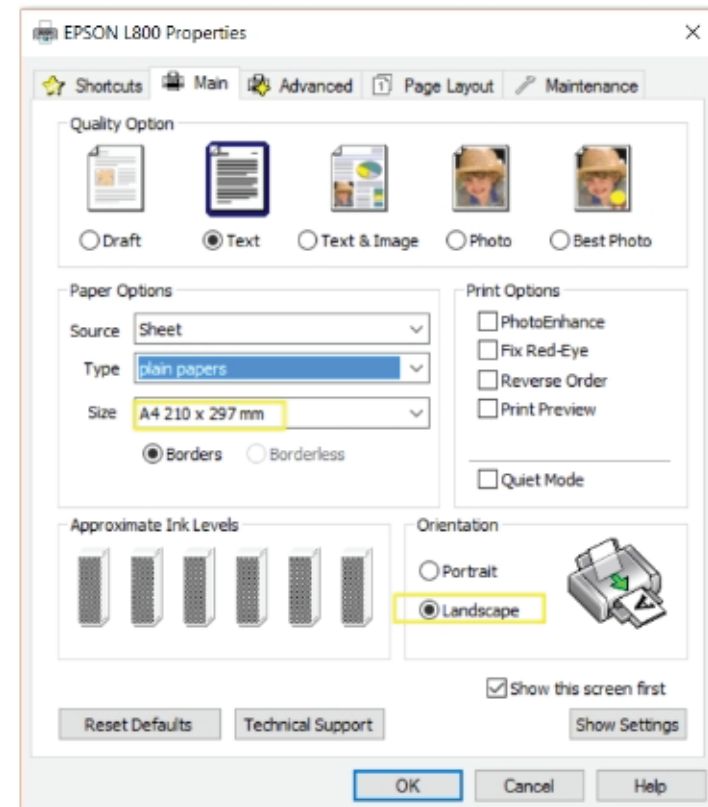 EPSON L800 Properties
Shortcuts Main Advanced 1 Page Layout Maintenance
Quality Option
Draft Text Text & Image Photo Best Photo
Paper Options
Source Sheet
Type plain papers
Size A4 210 x 297 mm
Borders Borderless
Print Options
PhotoEnhance
Fix Red-Eye
Reverse Order
Print Preview
Quiet Mode
Approximate Ink Levels
Orientation
Portrait
Landscape
A
Show this screen first
Reset Defaults Technical Support Show Settings
OK Cancel Help